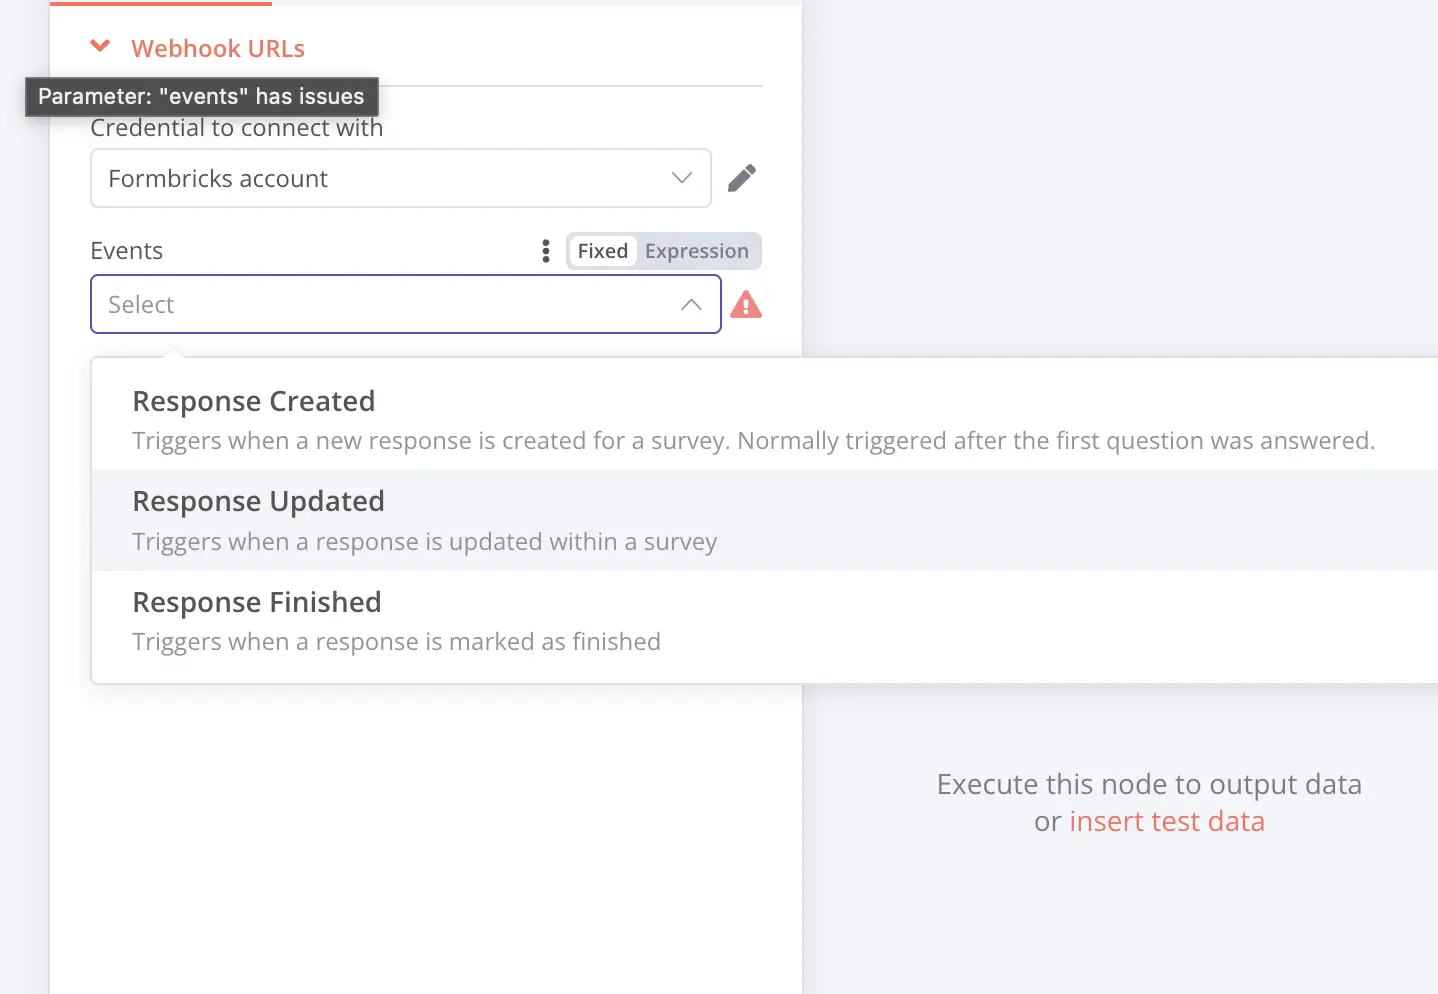 Webhook URLs
Parameter: "events" has issues
Credential to connect with
Formbricks account
Events
Fixed Expression
Select
Response Created
Triggers when a new response is created for a survey. Normally triggered after the first question was answered.
Response Updated
Triggers when a response is updated within a survey
Response Finished
Triggers when a response is marked as finished
Execute this node to output data
or insert test data